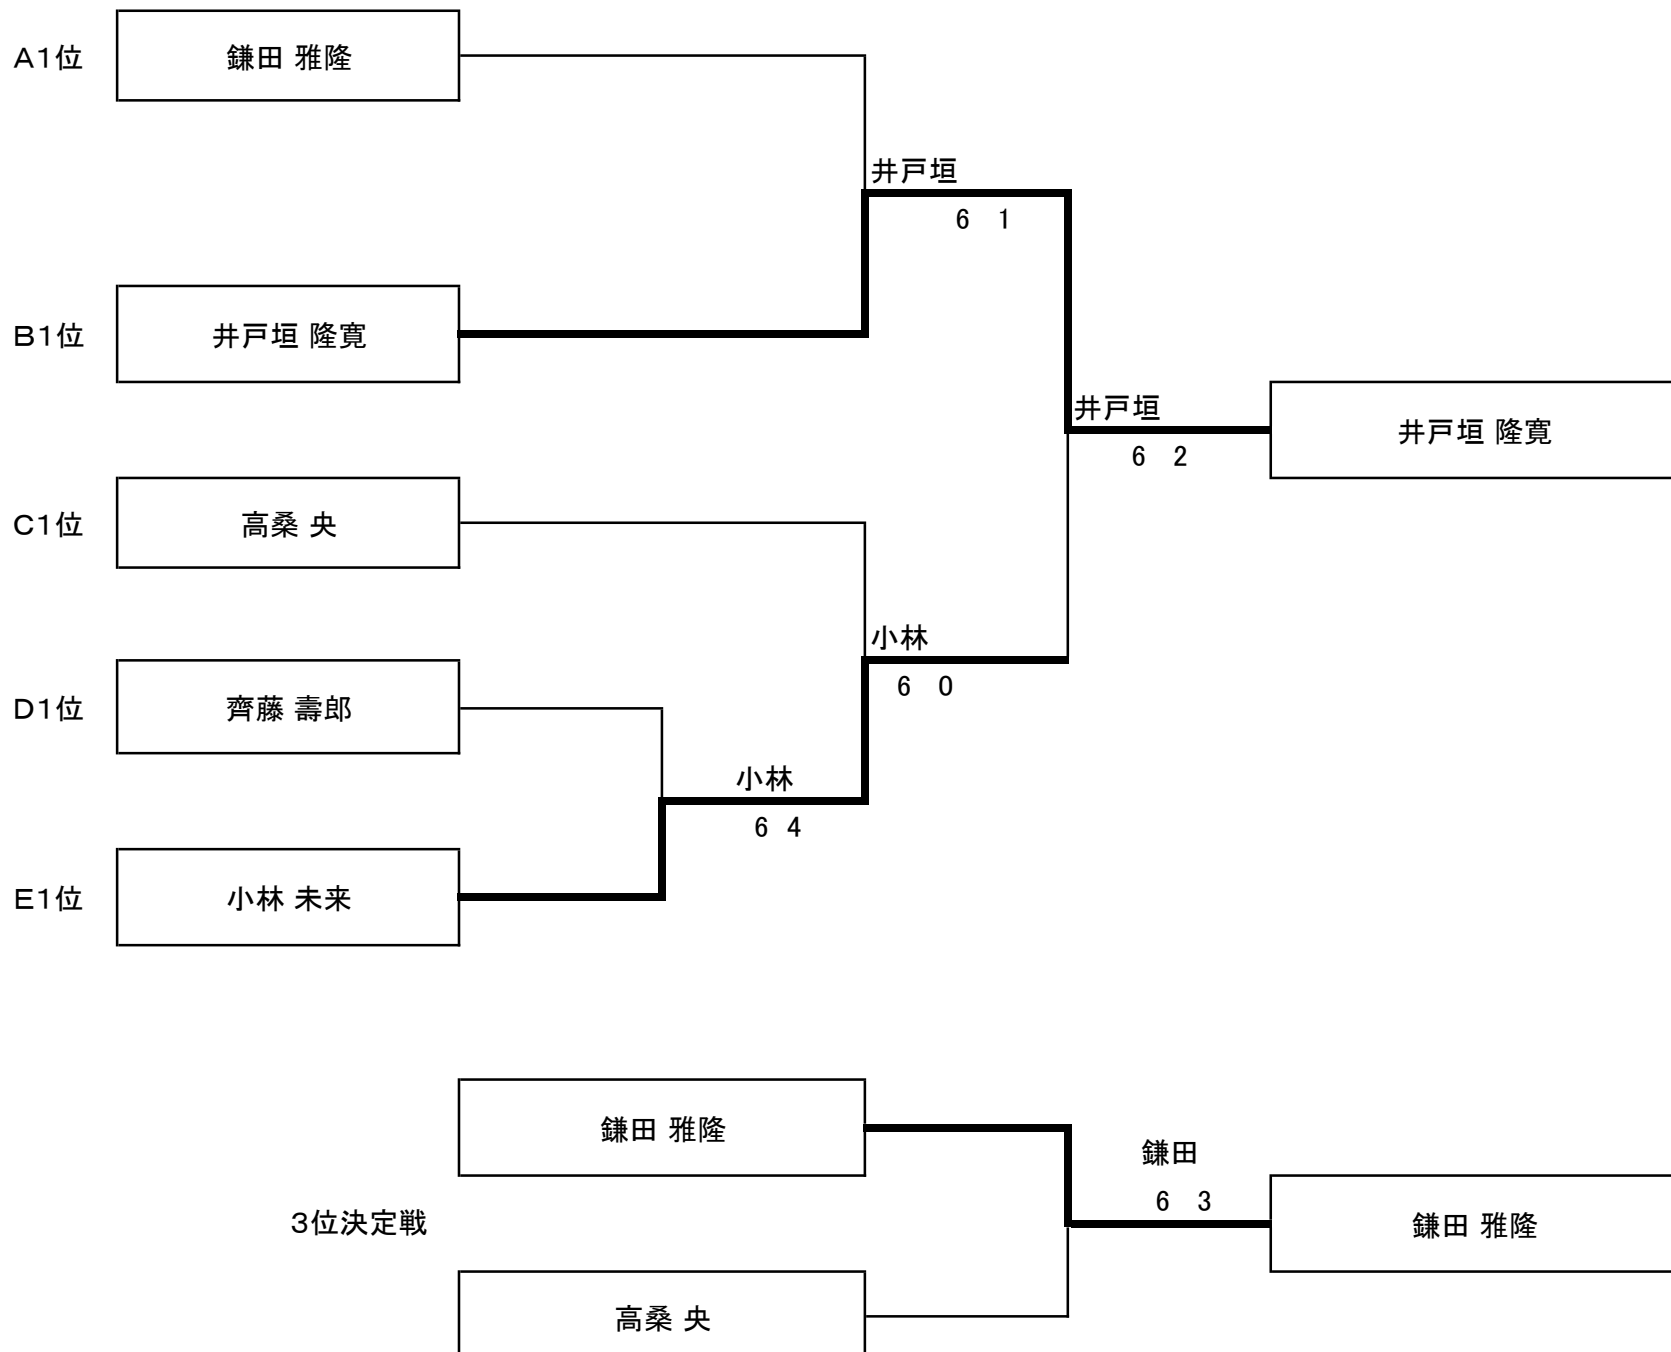 A1位 鎌田 雅隆
井戸垣
6 1
B1位 井戸垣 隆寛
井戸垣
6 2
井戸垣 隆寛
C1位 高桑 央
小林
6 0
D1位 齊藤 壽郎
小林
6 4
E1位 小林 未来
鎌田 雅隆
鎌田
6 3
3位決定戦
鎌田 雅隆
高桑 央